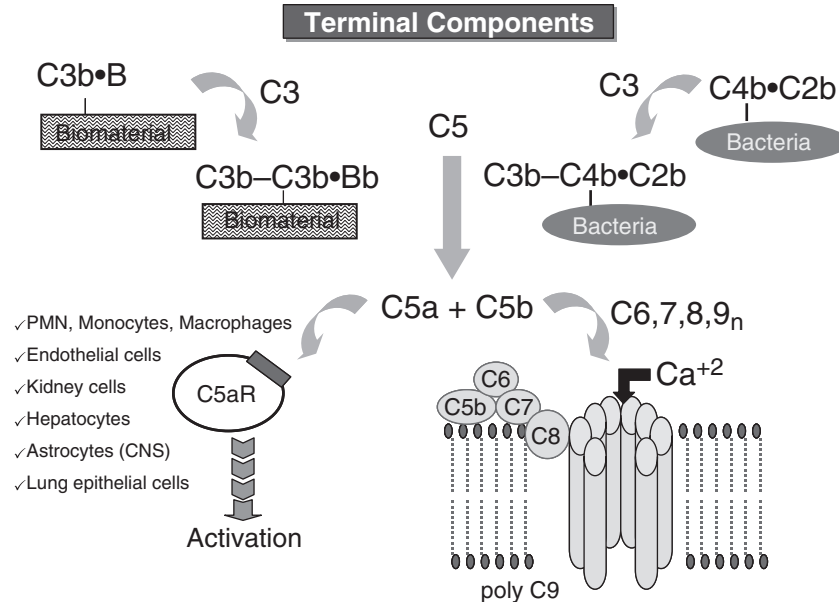 Terminal Components
C3b•B
Biomaterial
C3
C3b–C3b•Bb
Biomaterial
C5
C3
C4b•C2b
Bacteria
C3b–C4b•C2b
Bacteria
C5a + C5b
C6,7,8,9n
✓PMN, Monocytes, Macrophages
✓Endothelial cells
✓Kidney cells
✓Hepatocytes
✓Astrocytes (CNS)
✓Lung epithelial cells
C5aR
Activation
Ca+2
C6
C5b
C7
C8
poly C9